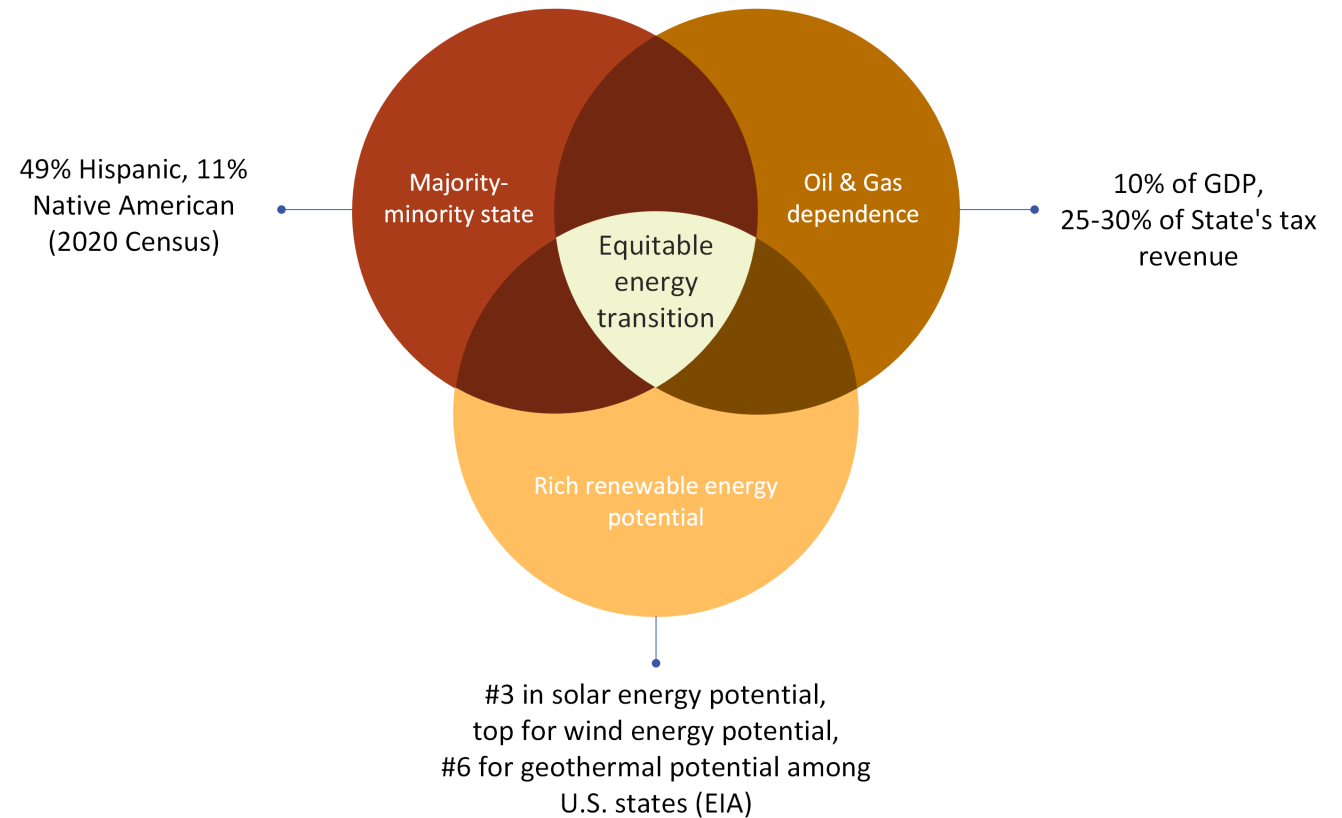 49% Hispanic, 11%
Native American
(2020 Census)
Majority-
minority state
Oil & Gas
dependence
10% of GDP,
25-30% of State's tax
revenue
Equitable
energy
transition
Rich renewable energy
potential
#3 in solar energy potential,
top for wind energy potential,
#6 for geothermal potential among
U.S. states (EIA)